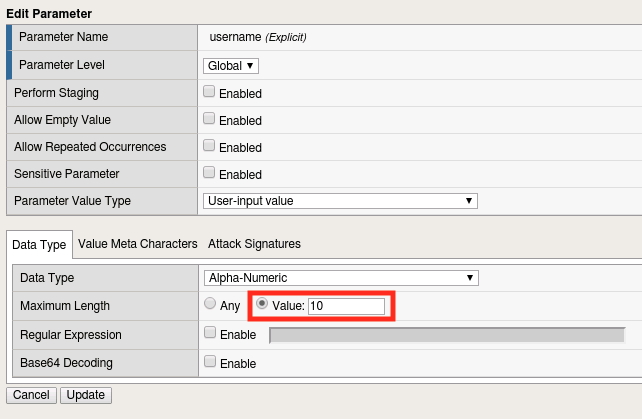 Edit Parameter
Parameter Name username (Explicit)
Parameter Level Global
Perform Staging Enabled
Allow Empty Value Enabled
Allow Repeated Occurrences Enabled
Sensitive Parameter Enabled
Parameter Value Type User-input value
Data Type Value Meta Characters Attack Signatures
Data Type Alpha-Numeric
Maximum Length Any Value: 10
Regular Expression Enable
Base64 Decoding Enable
Cancel Update